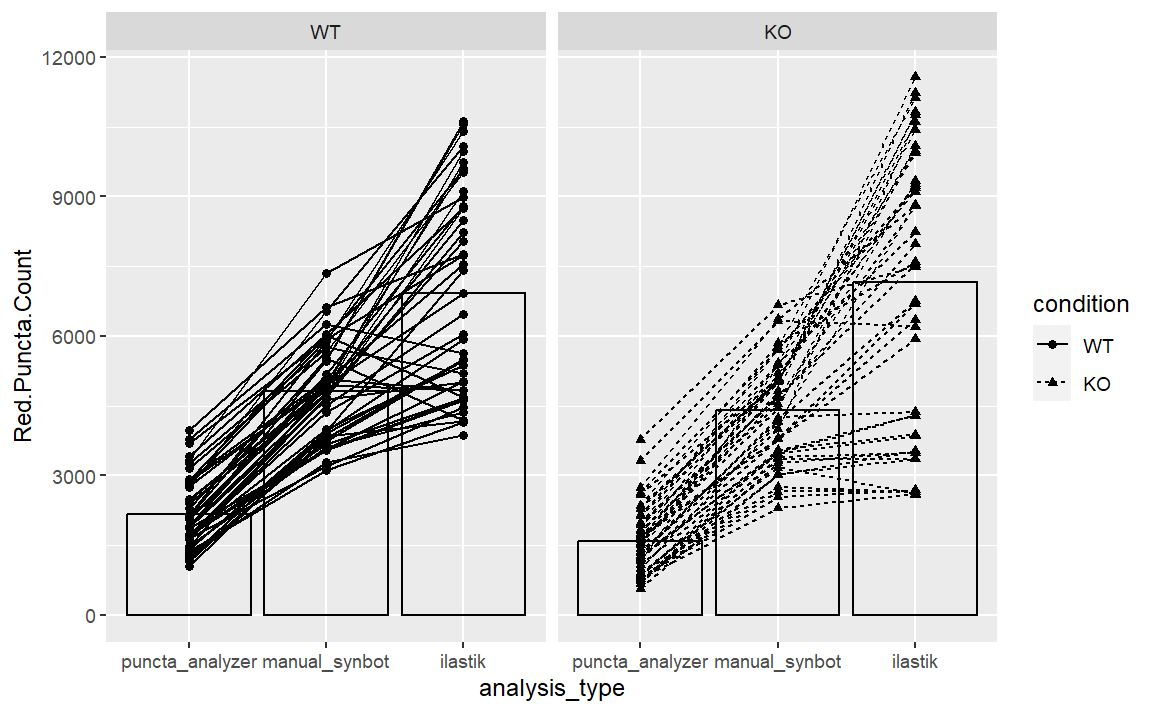 WT KO
12000
9000
6000
3000
0
Red.Puncta.Count
puncta_analyzer manual_synbot ilastik puncta_analyzer manual_synbot ilastik
analysis_type
condition
WT
KO